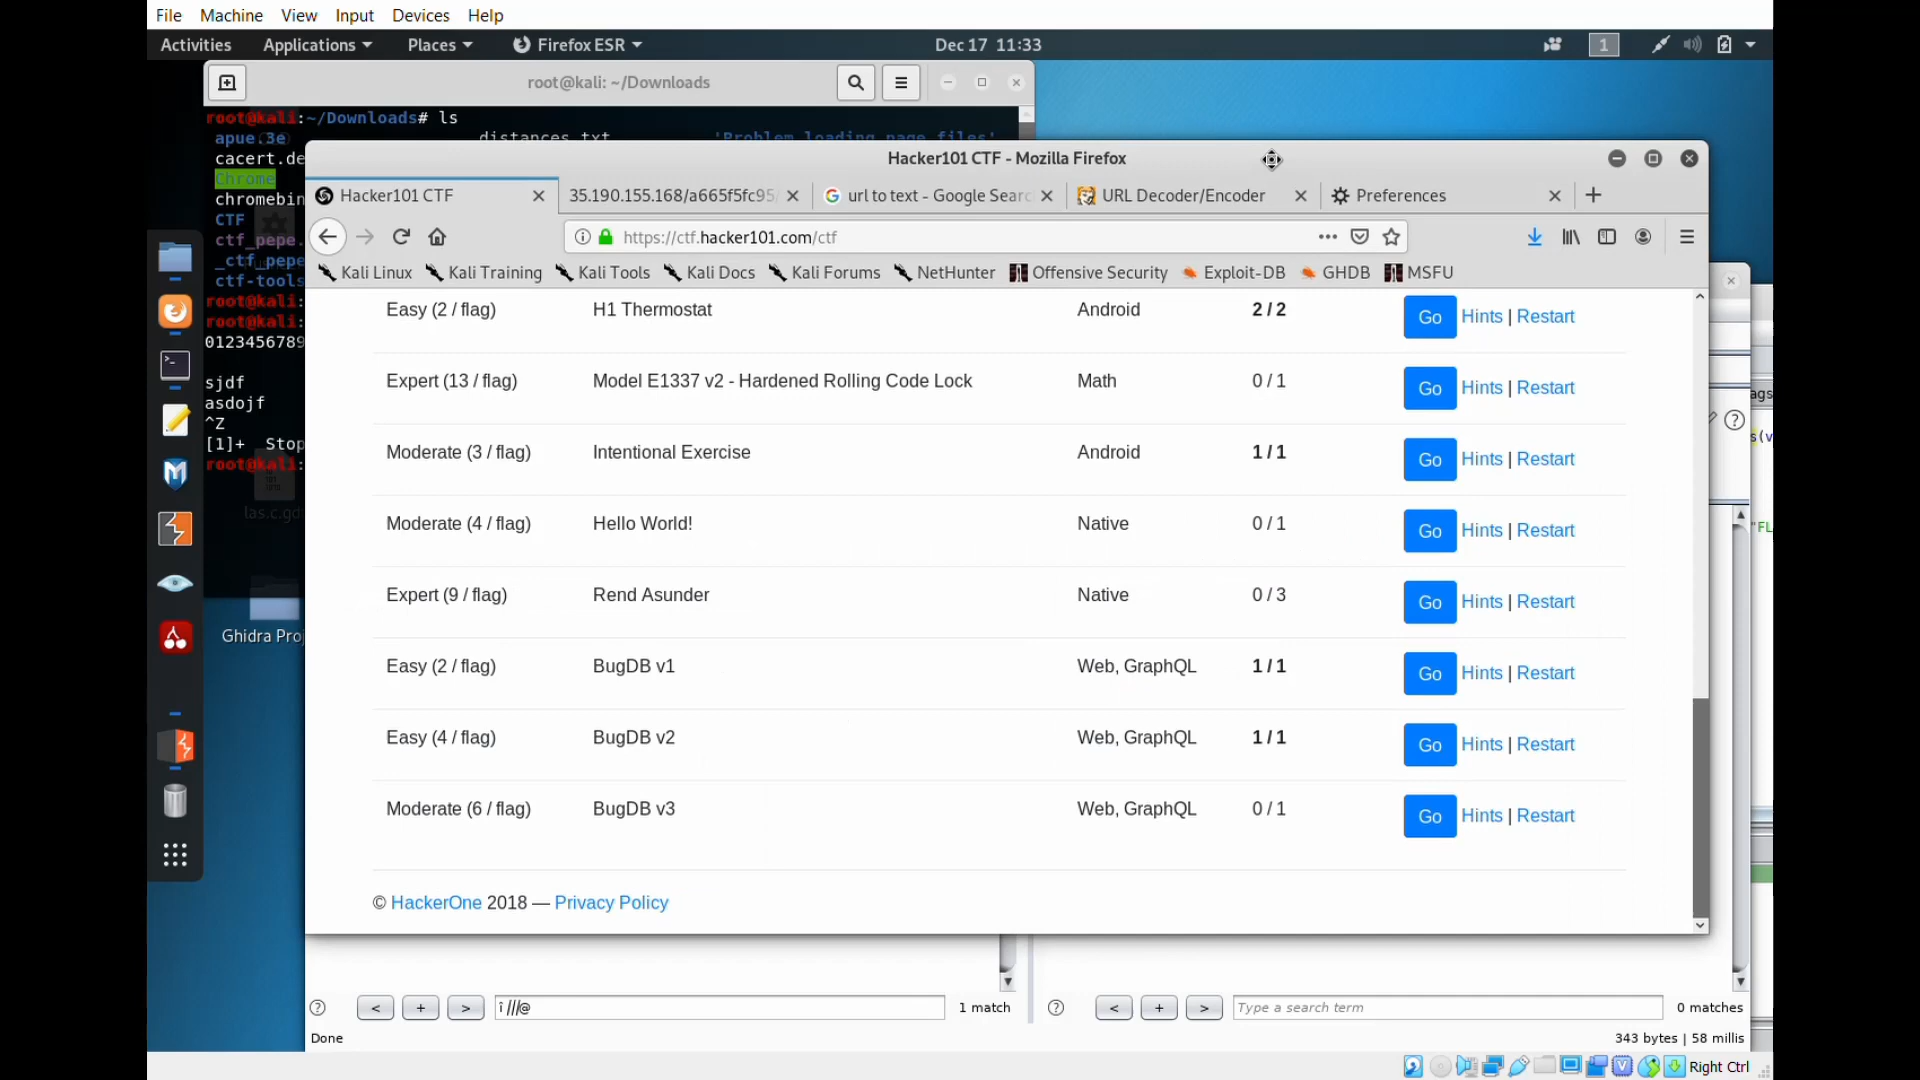 File Machine View Input Devices Help
Activities Applications Places Firefox ESR Dec 17 11:33 1
root@kali: ~/Downloads
root@kali:~/Downloads# ls
apue.3e distances.txt 'Problem loading page_files'
cacert.de
Chrome
chromebin
CTF
ctf_pepe.
_ctf_pepe
ctf-tools
root@kali:
root@kali:
0123456789
sjdf
asdojf
^Z
[1]+ Stop
root@kali:
las.c.gd
Ghidra Pro
Hacker101 CTF - Mozilla Firefox
Hacker101 CTF 35.190.155.168/a665f5fc95 url to text - Google Searc URL Decoder/Encoder Preferences
https://ctf.hacker101.com/ctf
Kali Linux Kali Training Kali Tools Kali Docs Kali Forums NetHunter Offensive Security Exploit-DB GHDB MSFU
Easy (2 / flag) H1 Thermostat Android 2 / 2 Go Hints | Restart
Expert (13 / flag) Model E1337 v2 - Hardened Rolling Code Lock Math 0 / 1 Go Hints | Restart
Moderate (3 / flag) Intentional Exercise Android 1 / 1 Go Hints | Restart
Moderate (4 / flag) Hello World! Native 0 / 1 Go Hints | Restart
Expert (9 / flag) Rend Asunder Native 0 / 3 Go Hints | Restart
Easy (2 / flag) BugDB v1 Web, GraphQL 1 / 1 Go Hints | Restart
Easy (4 / flag) BugDB v2 Web, GraphQL 1 / 1 Go Hints | Restart
Moderate (6 / flag) BugDB v3 Web, GraphQL 0 / 1 Go Hints | Restart
© HackerOne 2018 — Privacy Policy
ags
s(v
"FL
? < + > î///@ 1 match ? < + > Type a search term 0 matches
Done 343 bytes | 58 millis
Right Ctrl